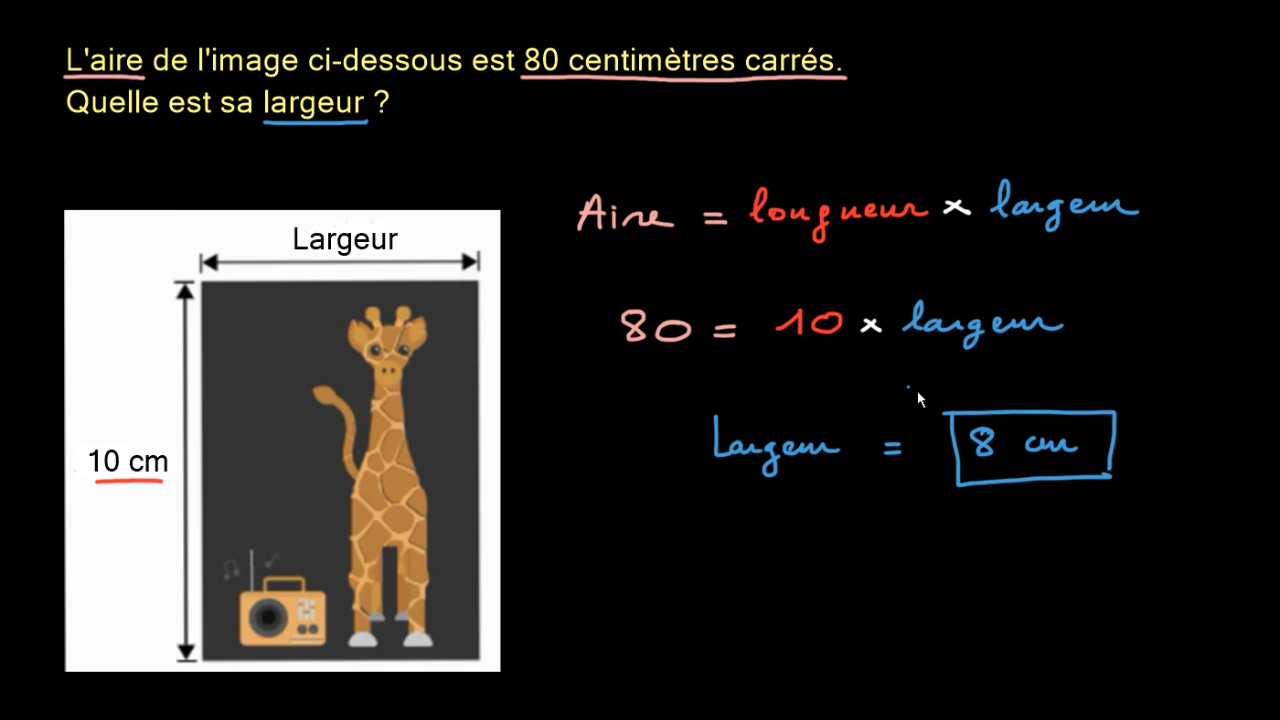 L'aire de l'image ci-dessous est 80 centimètres carrés.
Quelle est sa largeur ?
Largeur
10 cm
Aire = longueur × largeur
80 = 10 × largeur
Largeur = 8 cm